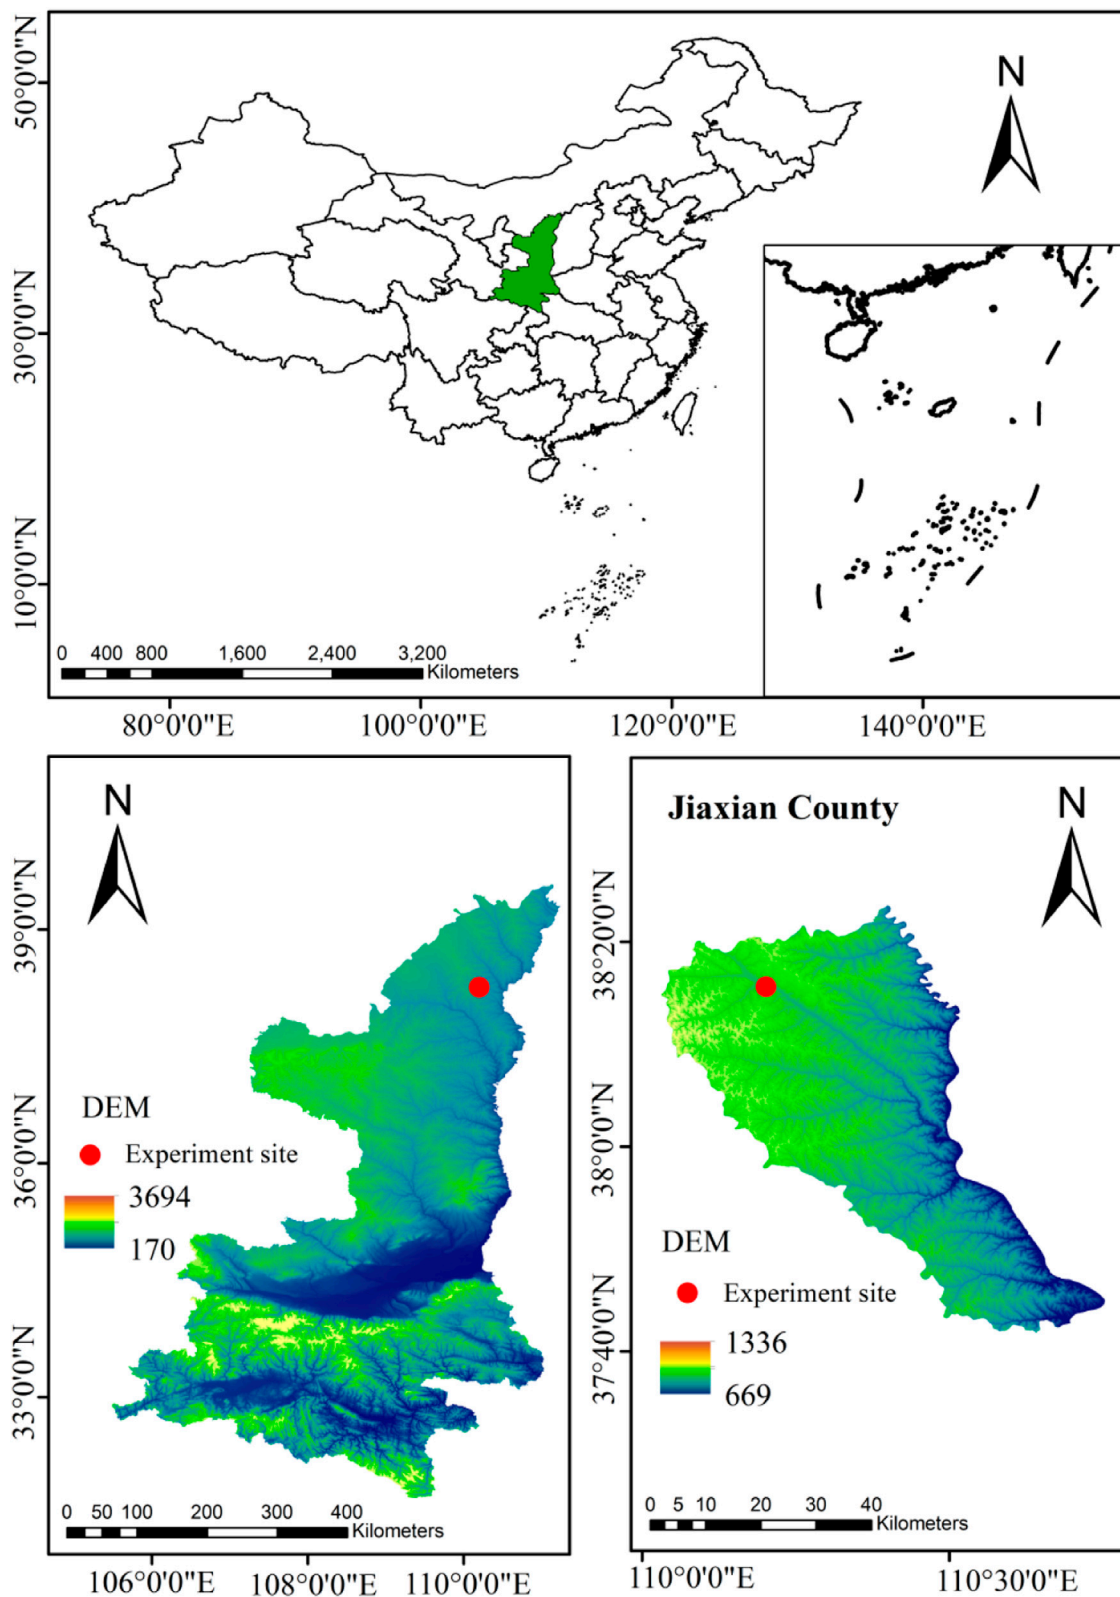 N
50°0'0"N
30°0'0"N
10°0'0"N
0 400 800 1,600 2,400 3,200
Kilometers
80°0'0"E 100°0'0"E 120°0'0"E 140°0'0"E
N
39°0'0"N
36°0'0"N
33°0'0"N
DEM
Experiment site
3694
170
0 50 100 200 300 400
Kilometers
106°0'0"E 108°0'0"E 110°0'0"E
Jiaxian County
N
38°20'0"N
38°0'0"N
37°40'0"N
DEM
Experiment site
1336
669
0 5 10 20 30 40
Kilometers
110°0'0"E 110°30'0"E